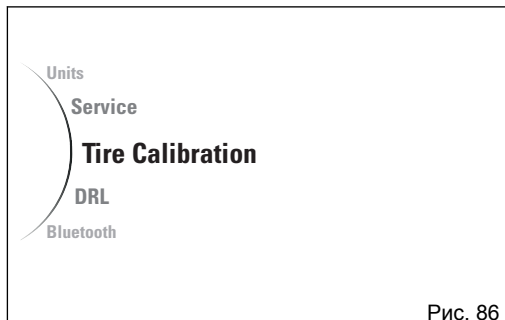 Units
Service
Tire Calibration
DRL
Bluetooth
Рис. 86